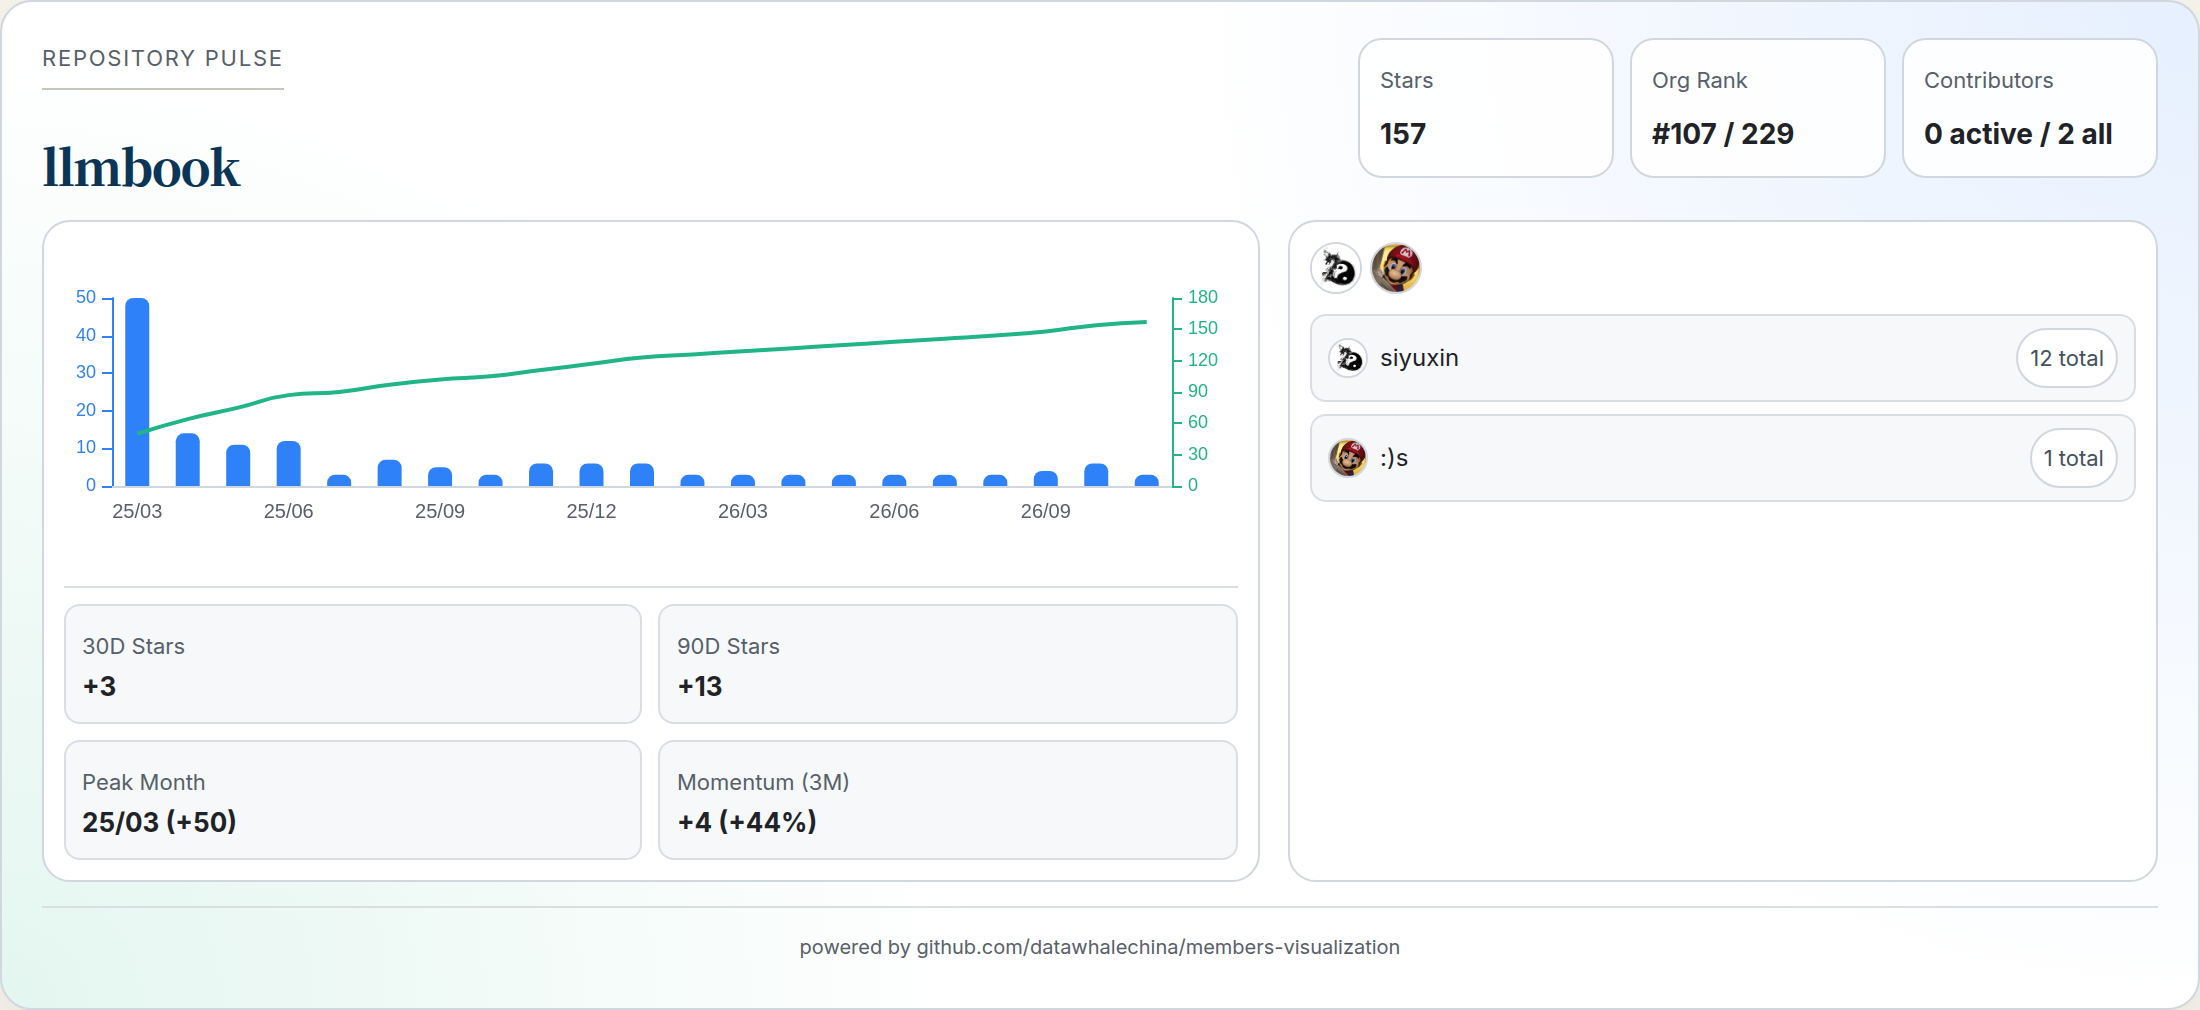 REPOSITORY PULSE
llmbook
Stars
157
Org Rank
#107 / 229
Contributors
0 active / 2 all
50
40
30
20
10
0
180
150
120
90
60
30
0
25/03
25/06
25/09
25/12
26/03
26/06
26/09
30D Stars
+3
90D Stars
+13
Peak Month
25/03 (+50)
Momentum (3M)
+4 (+44%)
siyuxin
12 total
:)s
1 total
powered by github.com/datawhalechina/members-visualization